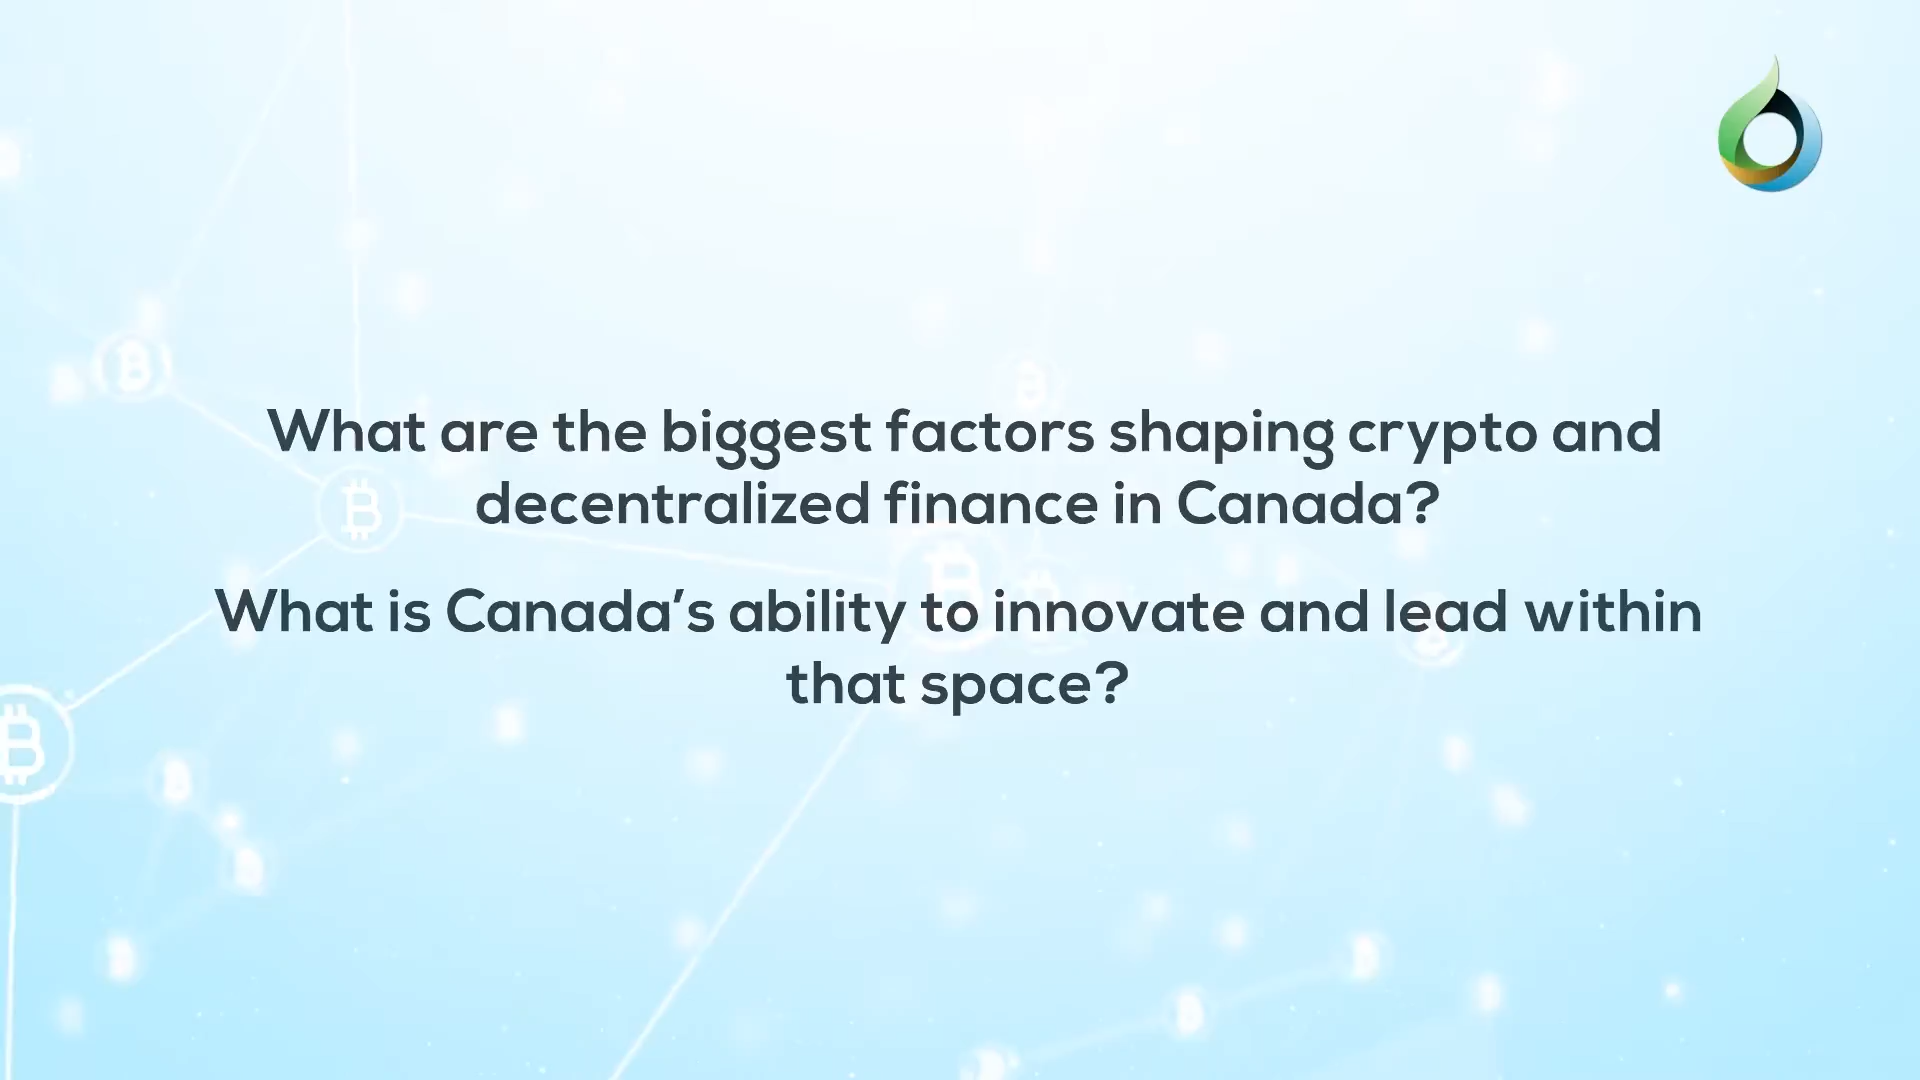 What are the biggest factors shaping crypto and
decentralized finance in Canada?
What is Canada’s ability to innovate and lead within
that space?